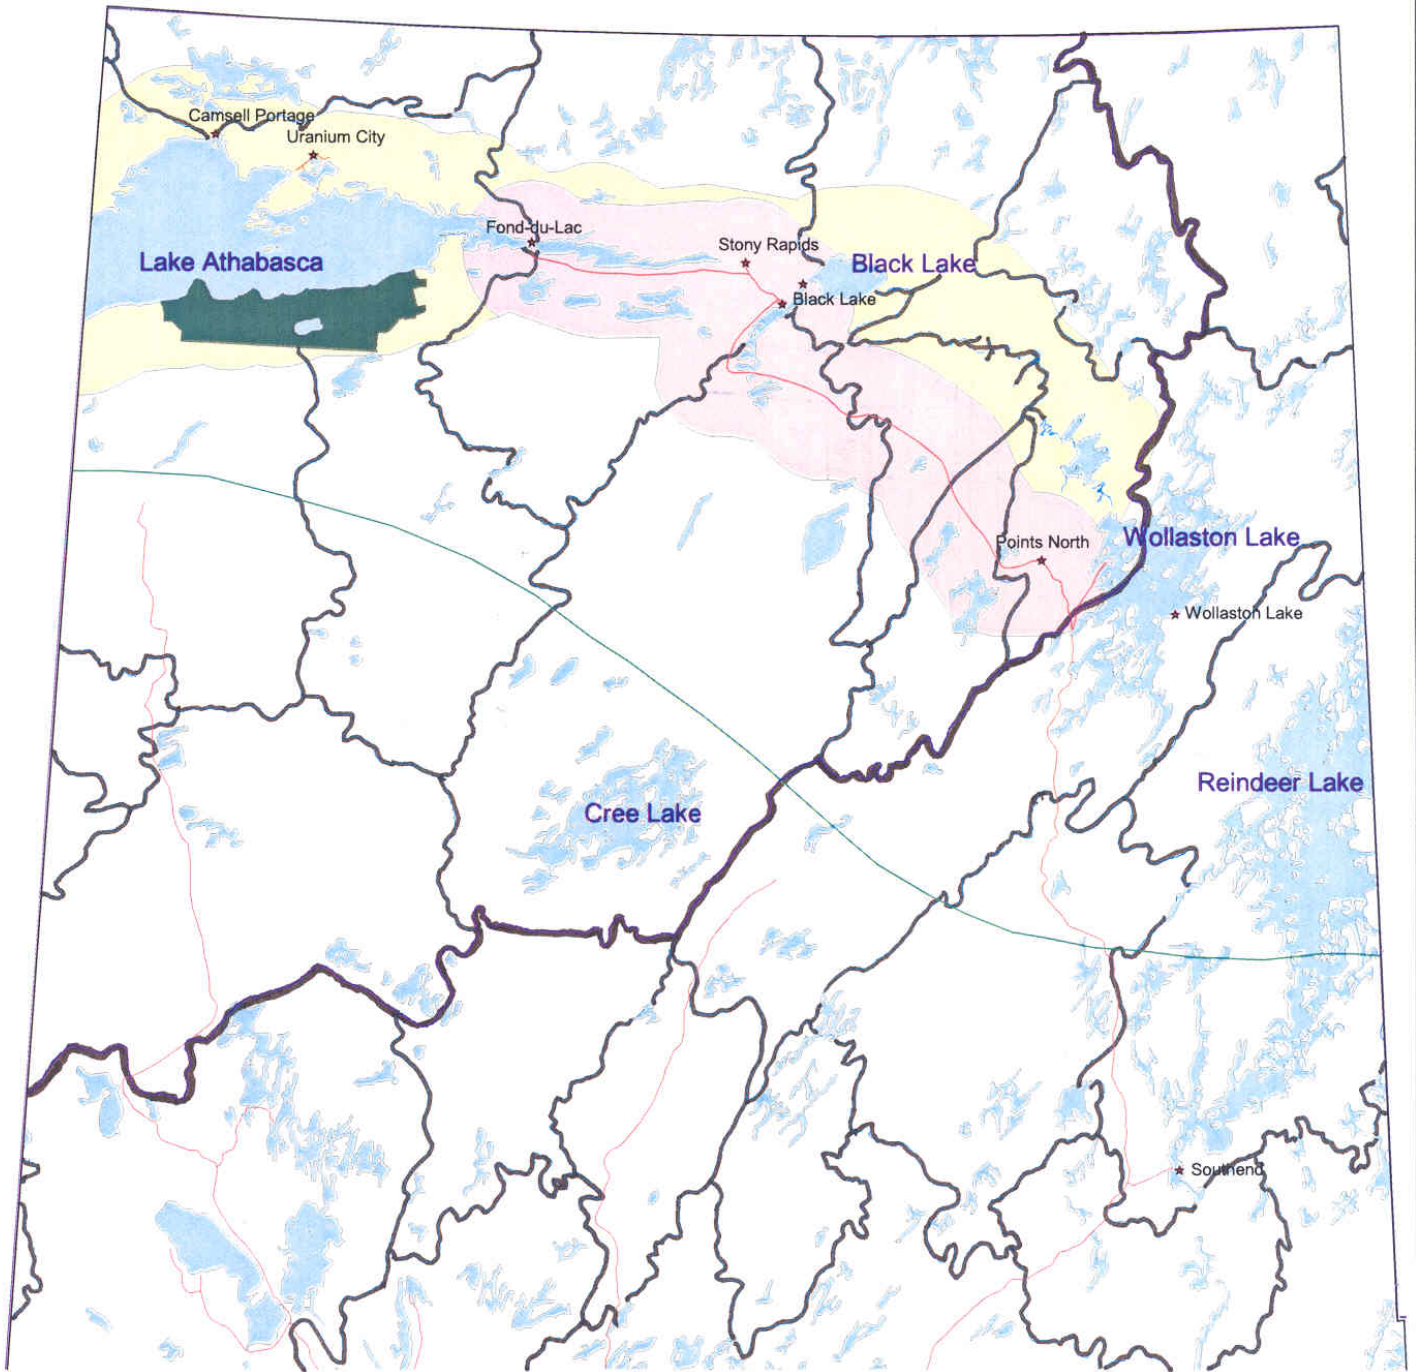 Camsell Portage
Uranium City
Fond-du-Lac
Stony Rapids
Lake Athabasca
Black Lake
Black Lake
Wollaston Lake
Points North
Wollaston Lake
Reindeer Lake
Cree Lake
Southend